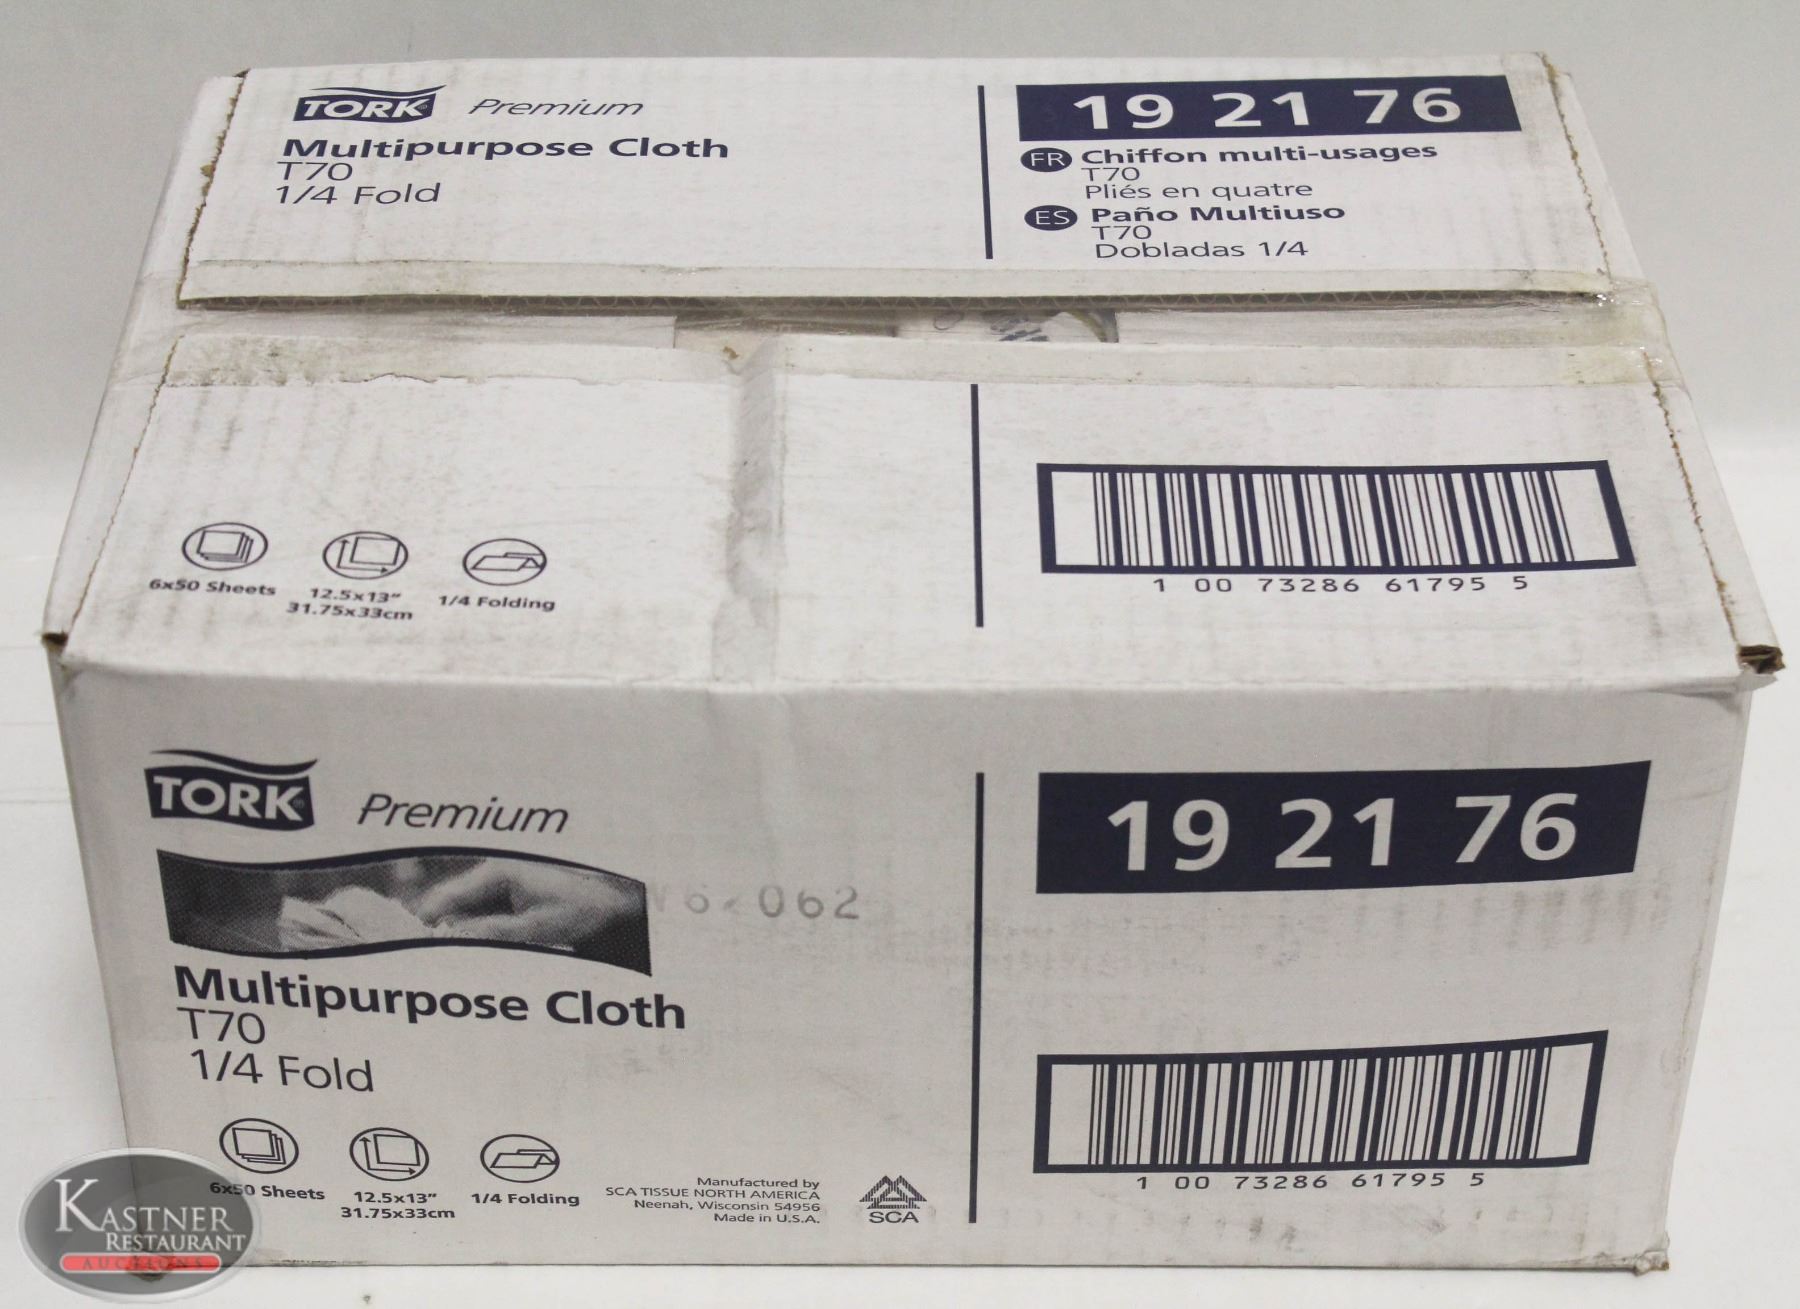 TORK® Premium
Multipurpose Cloth
T70
1/4 Fold
19 21 76
FR Chiffon multi-usages
T70
Pliés en quatre
ES Paño Multiuso
T70
Dobladas 1/4
6x50 Sheets
12.5x13"
31.75x33cm
1/4 Folding
1 00 73286 61795 5
TORK® Premium
Multipurpose Cloth
T70
1/4 Fold
19 21 76
062
6x50 Sheets
12.5x13"
31.75x33cm
1/4 Folding
Manufactured by
SCA TISSUE NORTH AMERICA
Neenah, Wisconsin 54956
Made in U.S.A.
SCA
1 00 73286 61795 5
KASTNER
RESTAURANT
AUCTIONS